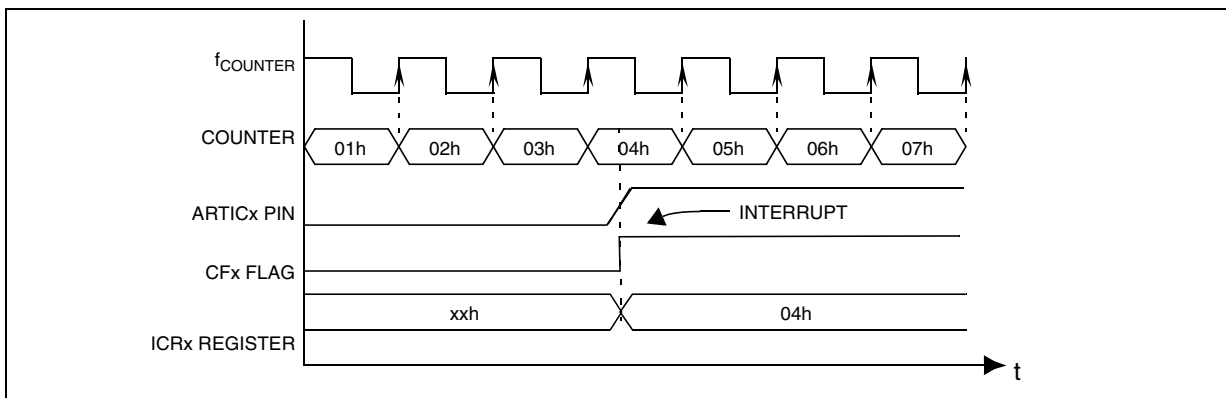 fCOUNTER
COUNTER 01h 02h 03h 04h 05h 06h 07h
ARTICx PIN INTERRUPT
CFx FLAG
xxh 04h
ICRx REGISTER
t